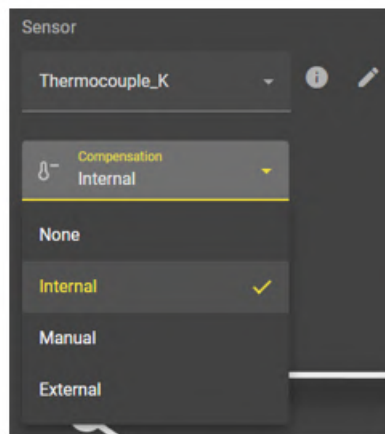 Sensor
Thermocouple_K
Compensation
Internal
None
Internal
Manual
External